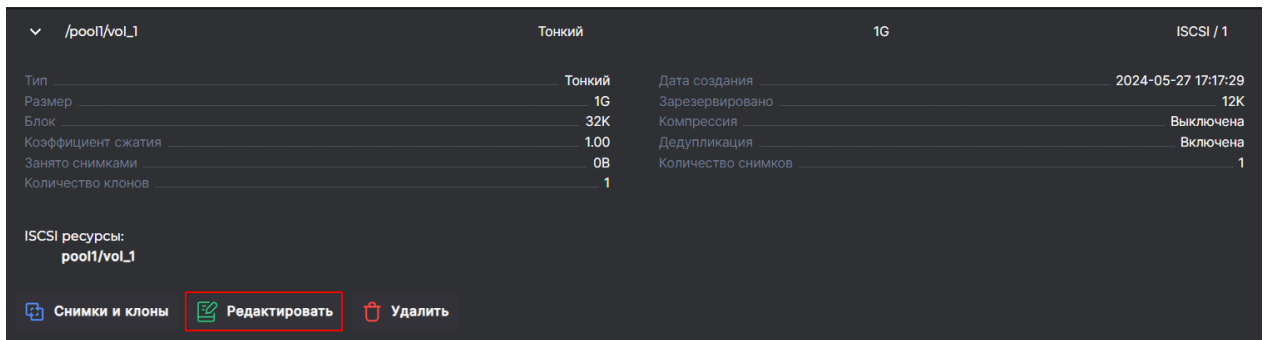 /pool1/vol_1 Тонкий 1G ISCSI / 1
Тип Тонкий Дата создания 2024-05-27 17:17:29
Размер 1G Зарезервировано 12K
Блок 32K Компрессия Выключена
Коэффициент сжатия 1.00 Дедупликация Включена
Занято снимками 0B Количество снимков 1
Количество клонов 1
ISCSI ресурсы:
pool1/vol_1
Снимки и клоны Редактировать Удалить